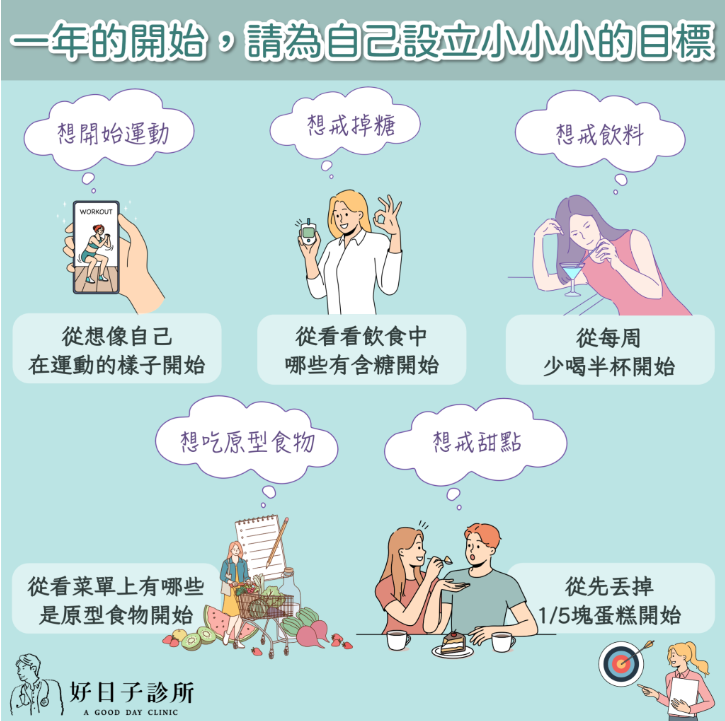 一年的開始，請為自己設立小小小的目標
想開始運動
想戒掉糖
想戒飲料
WORKOUT
從想像自己
在運動的樣子開始
從看看飲食中
哪些有含糖開始
從每周
少喝半杯開始
想吃原型食物
想戒甜點
從看菜單上有哪些
是原型食物開始
從先丟掉
1/5塊蛋糕開始
好日子診所
A GOOD DAY CLINIC